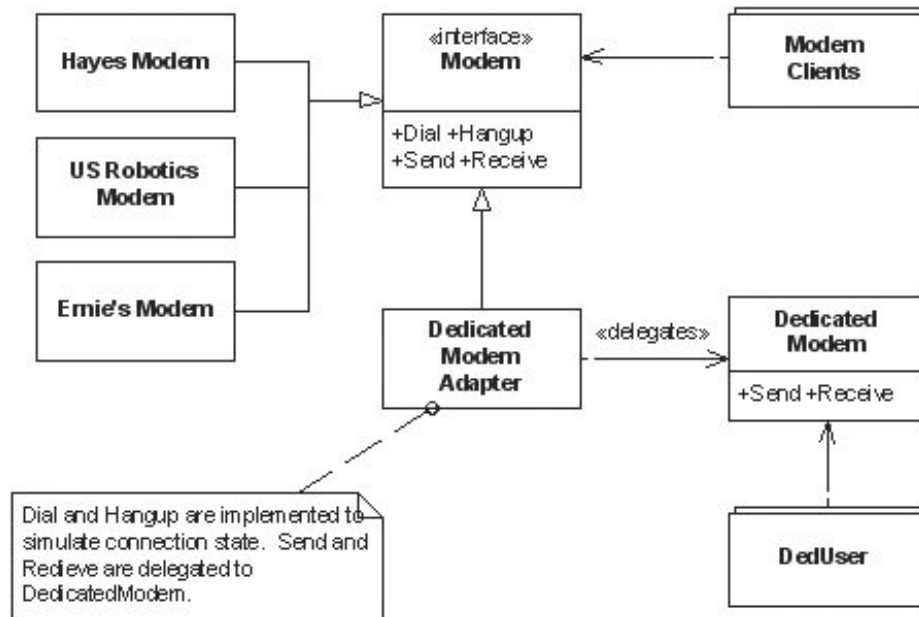 Hayes Modem
US Robotics
Modem
Ernie's Modem
«interface»
Modem
+Dial +Hangup
+Send +Receive
Modem
Clients
Dedicated
Modem
Adapter
«delegates»
Dedicated
Modem
+Send +Receive
DedUser
Dial and Hangup are implemented to
simulate connection state. Send and
Redieve are delegated to
DedicatedModem.